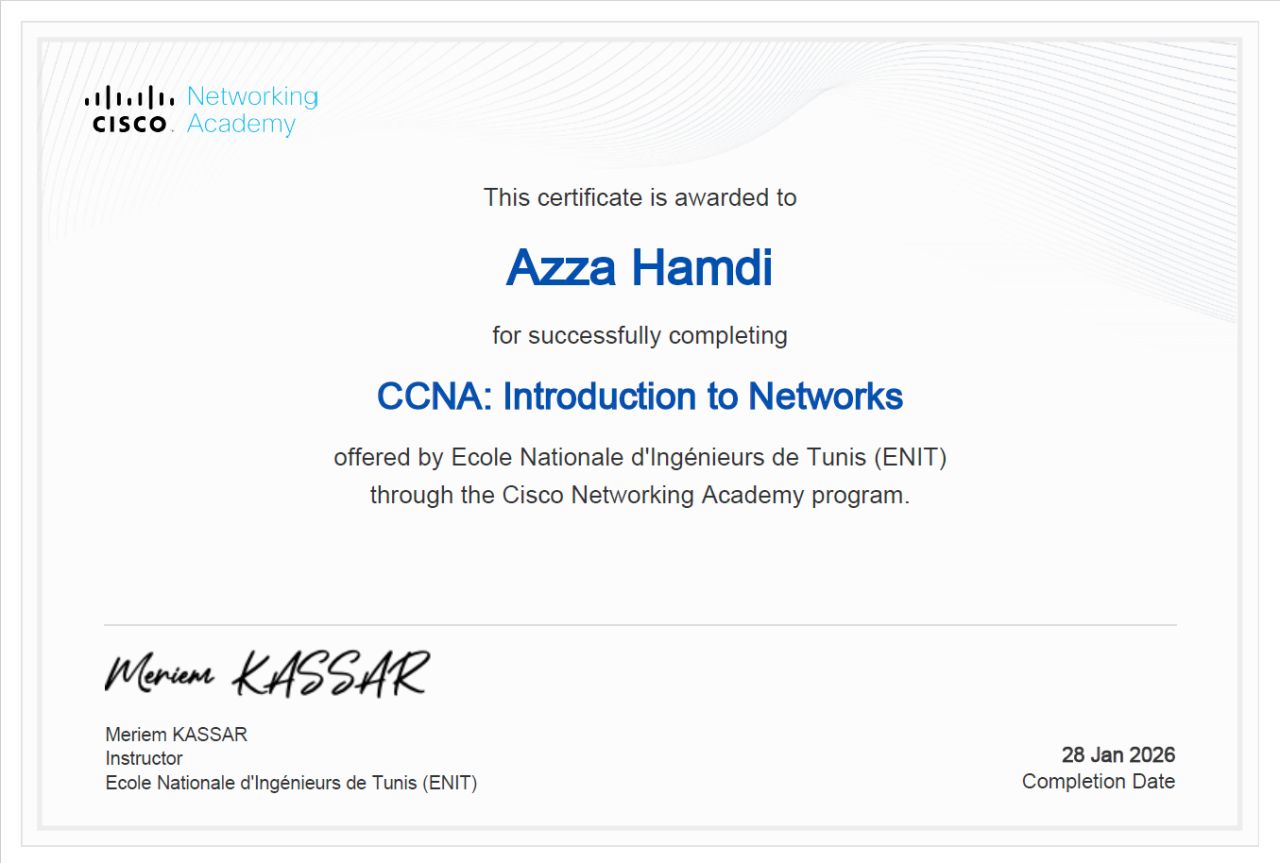 Networking
CISCO. Academy
This certificate is awarded to
Azza Hamdi
for successfully completing
CCNA: Introduction to Networks
offered by Ecole Nationale d'Ingénieurs de Tunis (ENIT)
through the Cisco Networking Academy program.
Meriem KASSAR
Meriem KASSAR
Instructor
Ecole Nationale d'Ingénieurs de Tunis (ENIT)
28 Jan 2026
Completion Date